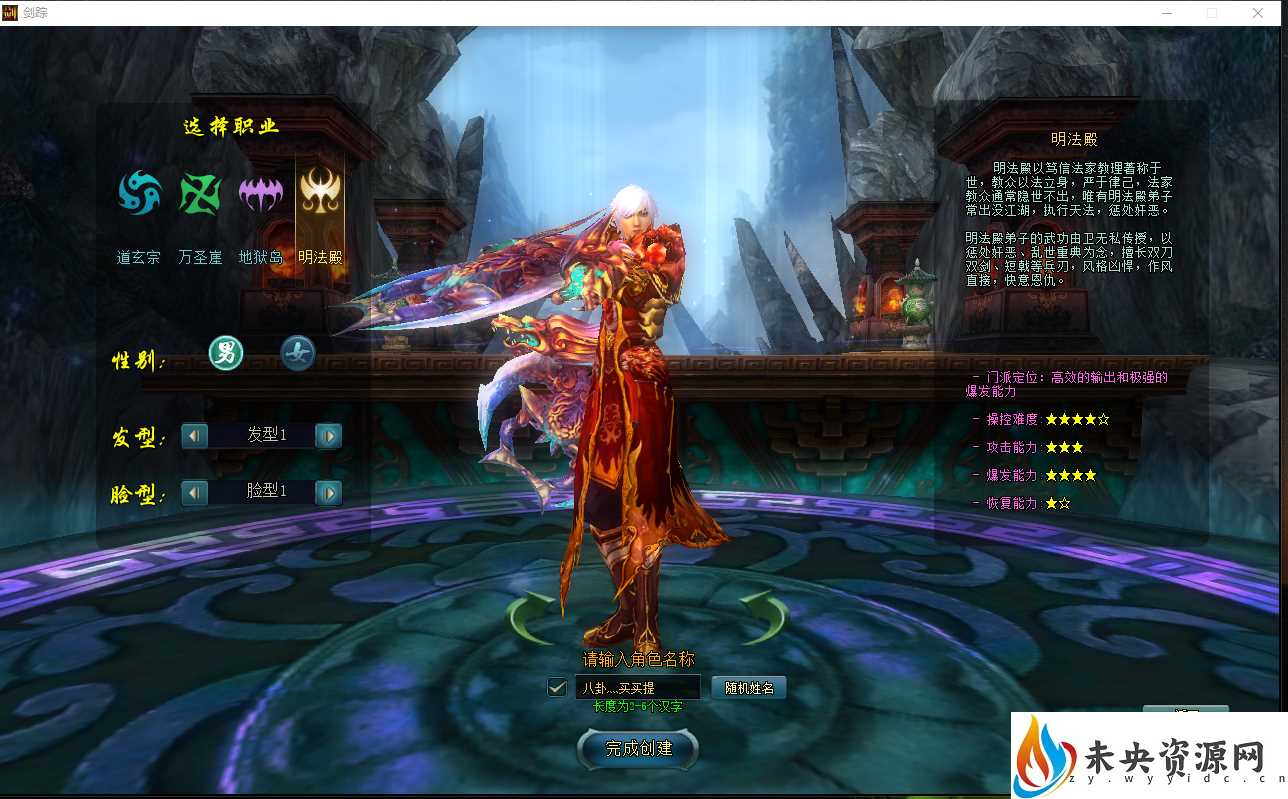 剑踪
选择职业
道玄宗 万圣崖 地狱岛 明法殿
性别: 男 女
发型: 发型1
脸型: 脸型1
明法殿
明法殿以笃信法家教理著称于
世，教众以法立身，严于律己，法家
教众通常隐世不出，唯有明法殿弟子
常出没江湖，执行天法，惩处奸恶。
明法殿弟子的武功由卫无私传授，以
惩处奸恶、乱世重典为念，擅长双刀
双剑、短戟等兵刃，风格凶悍，作风
直接，快意恩仇。
- 门派定位：高效的输出和极强的
爆发能力
- 操控难度:★★★★☆
- 攻击能力:★★★
- 爆发能力:★★★★
- 恢复能力:★☆
请输入角色名称
八卦灬买买提 随机姓名
长度为2-6个汉字
完成创建
未央资源网
zy.wyyidc.cn